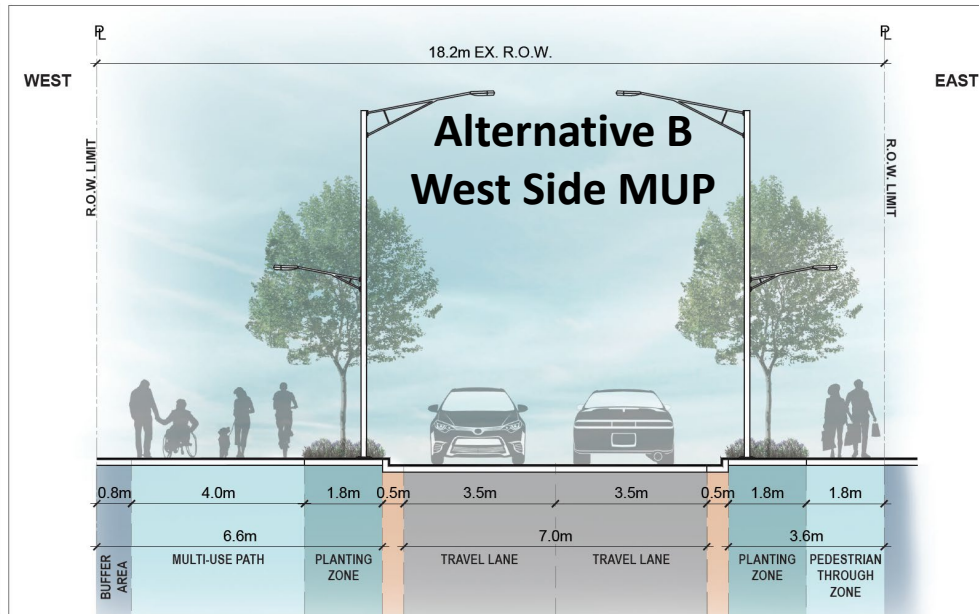 PL
PL
18.2m EX. R.O.W.
WEST
EAST
Alternative B
West Side MUP
R.O.W. LIMIT
R.O.W. LIMIT
0.8m
4.0m
1.8m
0.5m
3.5m
3.5m
0.5m
1.8m
1.8m
6.6m
7.0m
3.6m
BUFFER
AREA
MULTI-USE PATH
PLANTING
ZONE
TRAVEL LANE
TRAVEL LANE
PLANTING
ZONE
PEDESTRIAN
THROUGH
ZONE